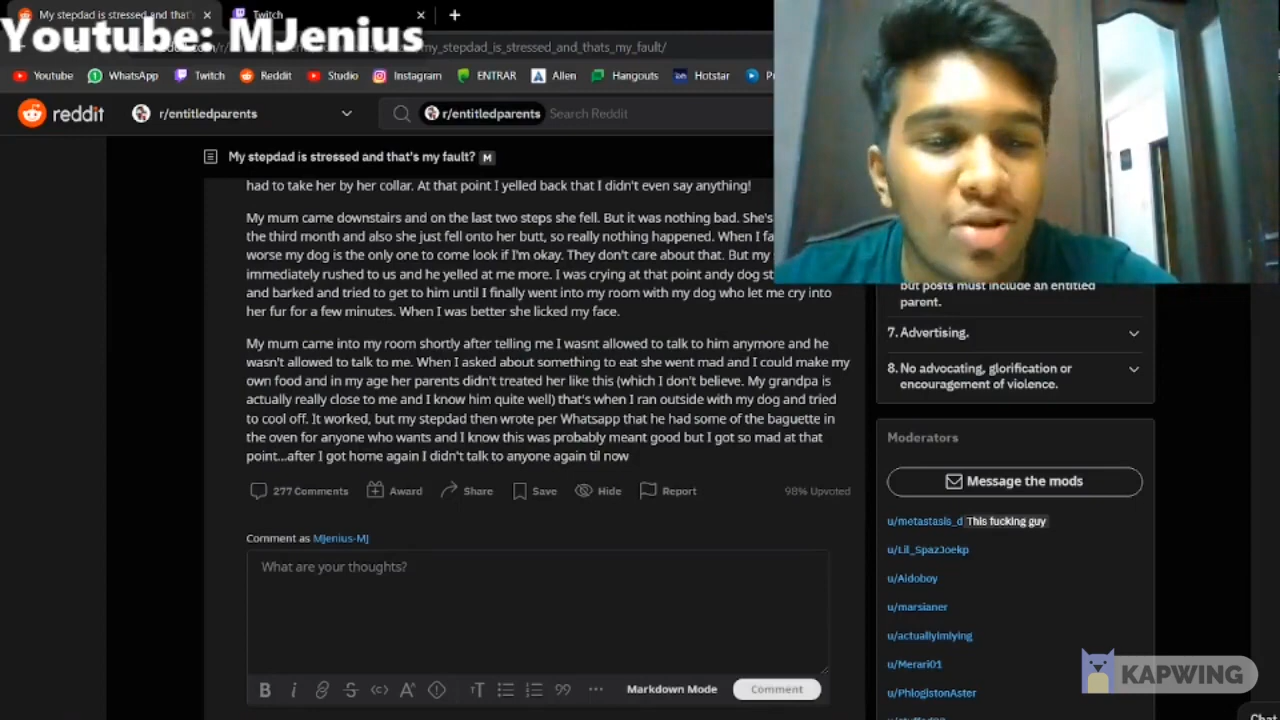 My stepdad is stressed and that'
Twitch
Youtube: MJenius
my_stepdad_is_stressed_and_thats_my_fault/
Youtube WhatsApp Twitch Reddit Studio Instagram ENTRAR Allen Hangouts Hotstar
reddit r/entitledparents r/entitledparents Search Reddit
My stepdad is stressed and that's my fault? M
had to take her by her collar. At that point I yelled back that I didn't even say anything!
My mum came downstairs and on the last two steps she fell. But it was nothing bad. She's
the third month and also she just fell onto her butt, so really nothing happened. When I fa
worse my dog is the only one to come look if I'm okay. They don't care about that. But my
immediately rushed to us and he yelled at me more. I was crying at that point andy dog st
and barked and tried to get to him until I finally went into my room with my dog who let me cry into
her fur for a few minutes. When I was better she licked my face.
My mum came into my room shortly after telling me I wasnt allowed to talk to him anymore and he
wasn't allowed to talk to me. When I asked about something to eat she went mad and I could make my
own food and in my age her parents didn't treated her like this (which I don't believe. My grandpa is
actually really close to me and I know him quite well) that's when I ran outside with my dog and tried
to cool off. It worked, but my stepdad then wrote per Whatsapp that he had some of the baguette in
the oven for anyone who wants and I know this was probably meant good but I got so mad at that
point...after I got home again I didn't talk to anyone again til now
277 Comments Award Share Save Hide Report 98% Upvoted
Comment as MJenius-MJ
What are your thoughts?
Markdown Mode Comment
but posts must include an entitled
parent.
7. Advertising.
8. No advocating, glorification or
encouragement of violence.
Moderators
Message the mods
u/metastasis_d This fucking guy
u/Lil_SpazJoekp
u/Aidoboy
u/marsianer
u/actuallyimlying
u/Merari01
u/PhlogistonAster
KAPWING